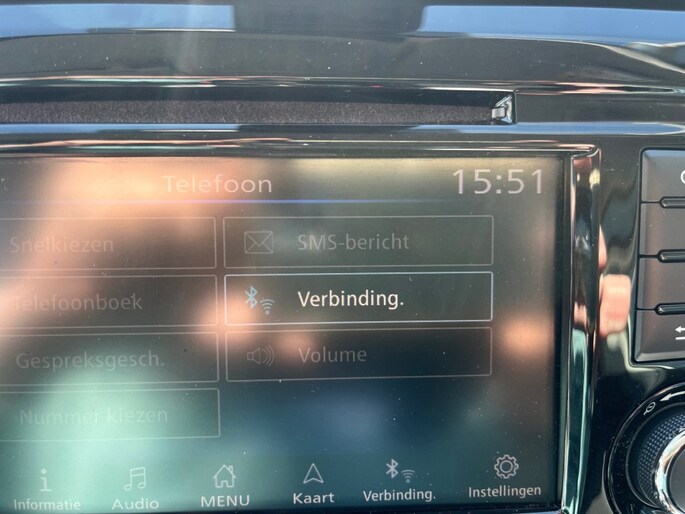 Telefoon 15:51
Snelkiezen SMS-bericht
Telefoonboek Verbinding.
Gespreksgesch. Volume
Nummer kiezen
Informatie Audio MENU Kaart Verbinding. Instellingen